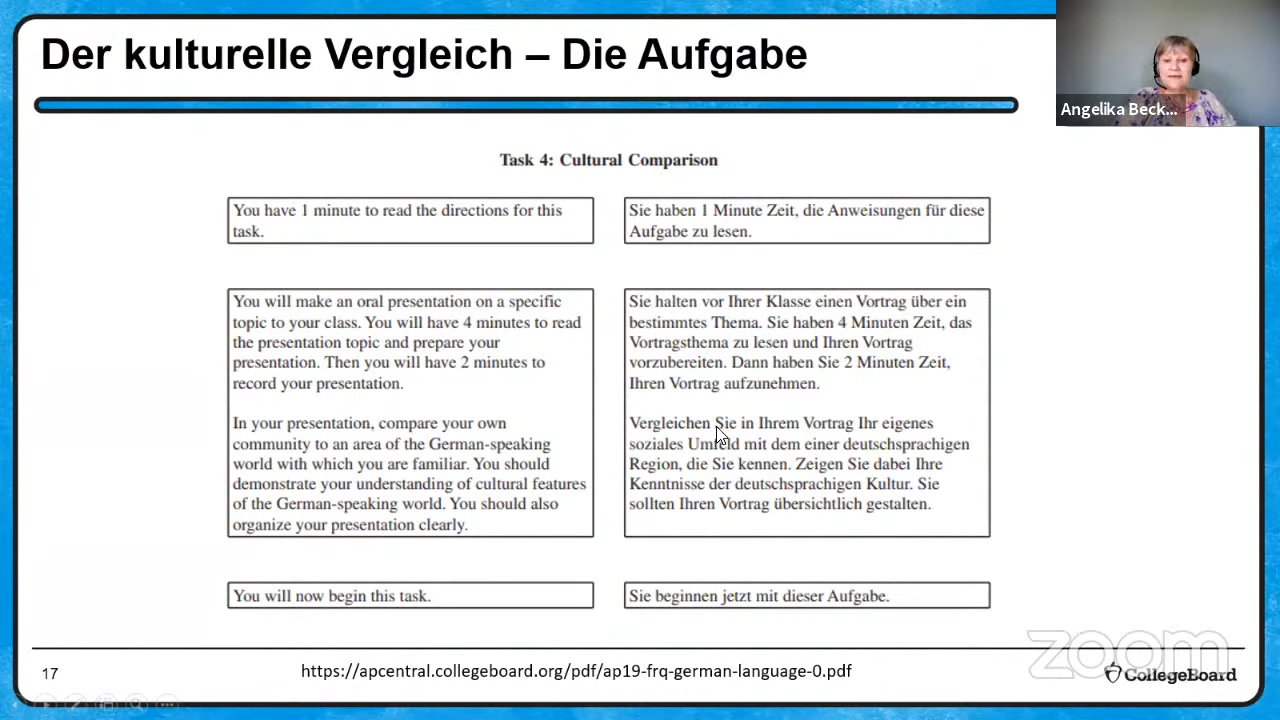 Der kulturelle Vergleich – Die Aufgabe
Angelika Beck...
Task 4: Cultural Comparison
You have 1 minute to read the directions for this
task.
Sie haben 1 Minute Zeit, die Anweisungen für diese
Aufgabe zu lesen.
You will make an oral presentation on a specific
topic to your class. You will have 4 minutes to read
the presentation topic and prepare your
presentation. Then you will have 2 minutes to
record your presentation.
In your presentation, compare your own
community to an area of the German-speaking
world with which you are familiar. You should
demonstrate your understanding of cultural features
of the German-speaking world. You should also
organize your presentation clearly.
Sie halten vor Ihrer Klasse einen Vortrag über ein
bestimmtes Thema. Sie haben 4 Minuten Zeit, das
Vortragsthema zu lesen und Ihren Vortrag
vorzubereiten. Dann haben Sie 2 Minuten Zeit,
Ihren Vortrag aufzunehmen.
Vergleichen Sie in Ihrem Vortrag Ihr eigenes
soziales Umfeld mit dem einer deutschsprachigen
Region, die Sie kennen. Zeigen Sie dabei Ihre
Kenntnisse der deutschsprachigen Kultur. Sie
sollten Ihren Vortrag übersichtlich gestalten.
You will now begin this task.
Sie beginnen jetzt mit dieser Aufgabe.
17
https://apcentral.collegeboard.org/pdf/ap19-frq-german-language-0.pdf
zoom
CollegeBoard